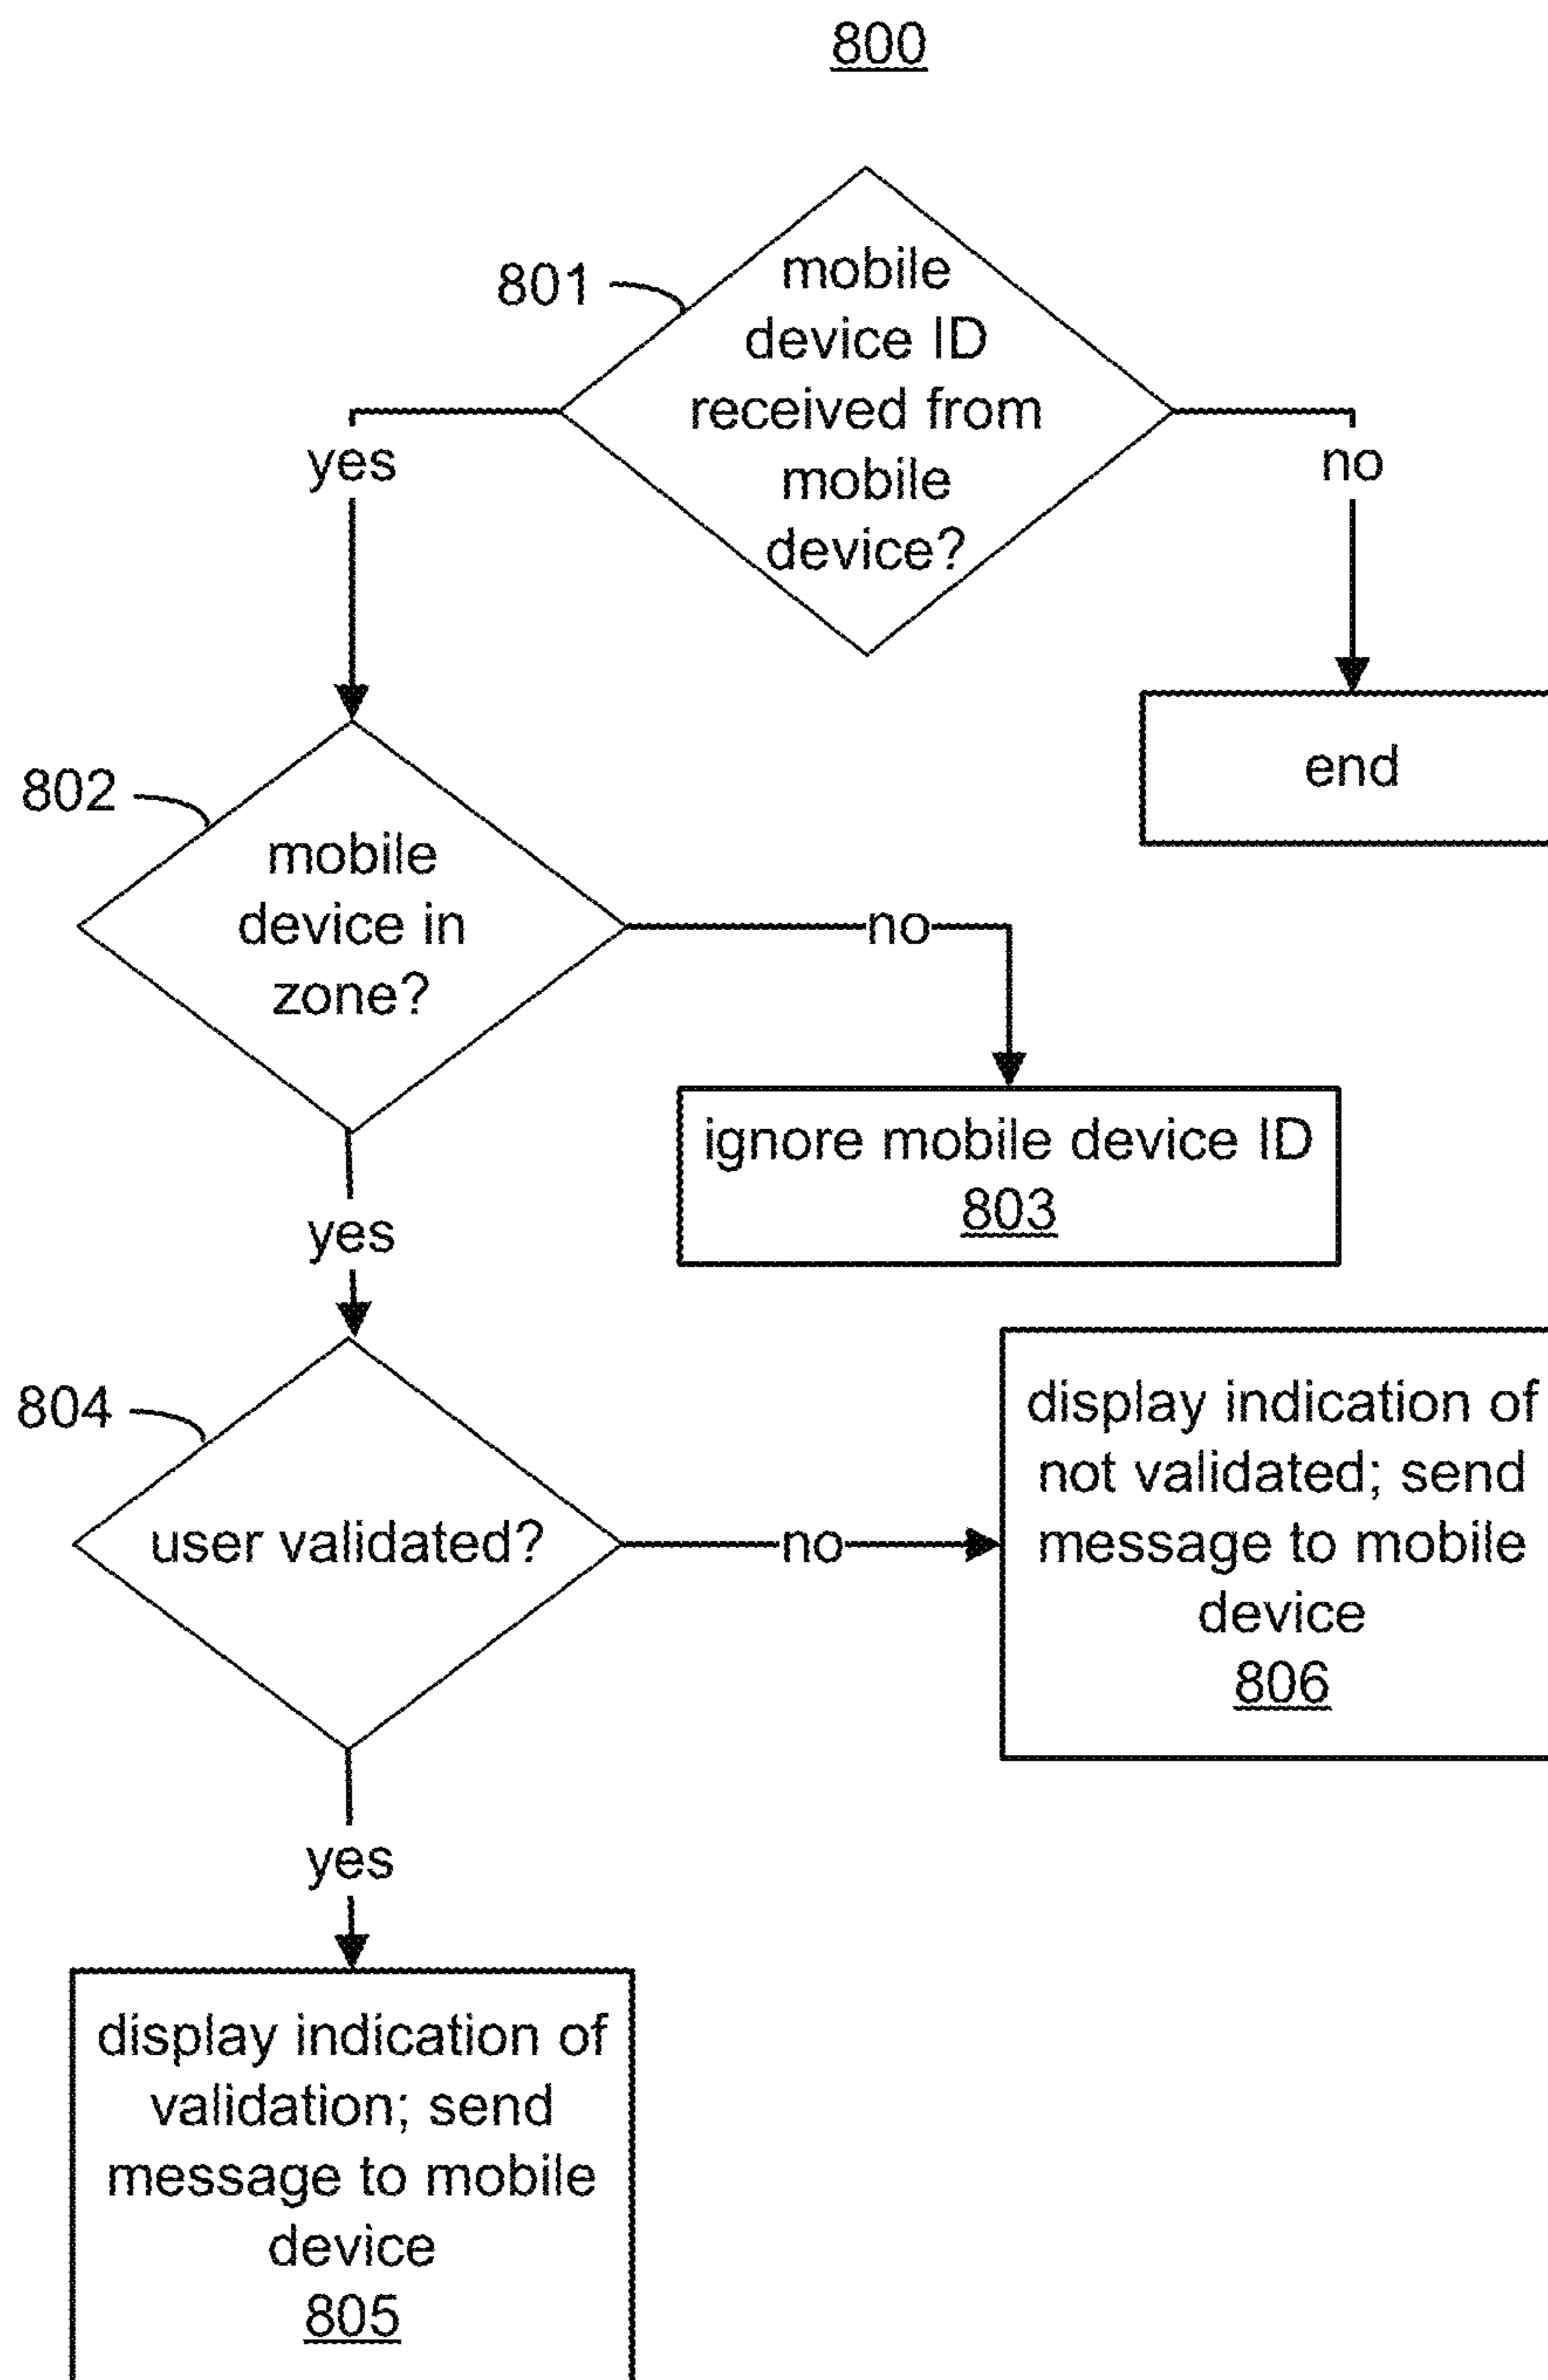 800
801
mobile
device ID
received from
mobile
device?
yes
no
end
802
mobile
device in
zone?
no
ignore mobile device ID
803
yes
804
user validated?
no
display indication of
not validated; send
message to mobile
device
806
yes
display indication of
validation; send
message to mobile
device
805